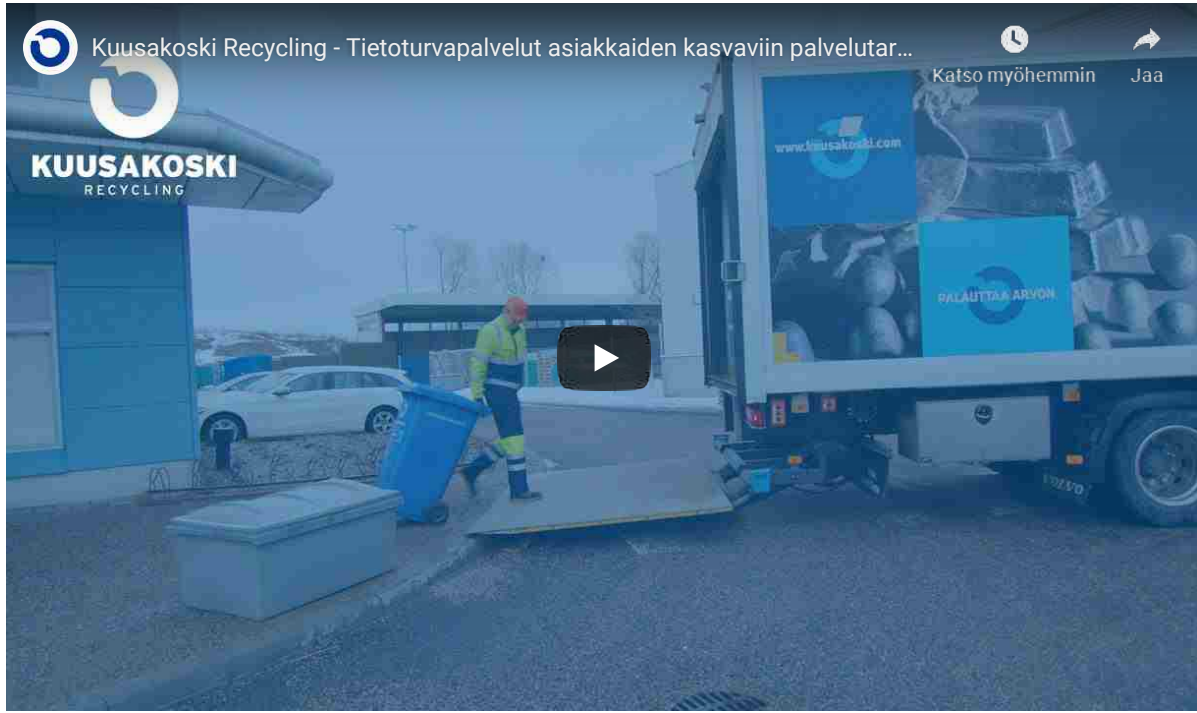 Kuusakoski Recycling - Tietoturvapalvelut asiakkaiden kasvaviin palvelutar…
Katso myöhemmin
Jaa
KUUSAKOSKI
RECYCLING
www.kuusakoski.com
PALAUTTAA ARVON
VOLVO